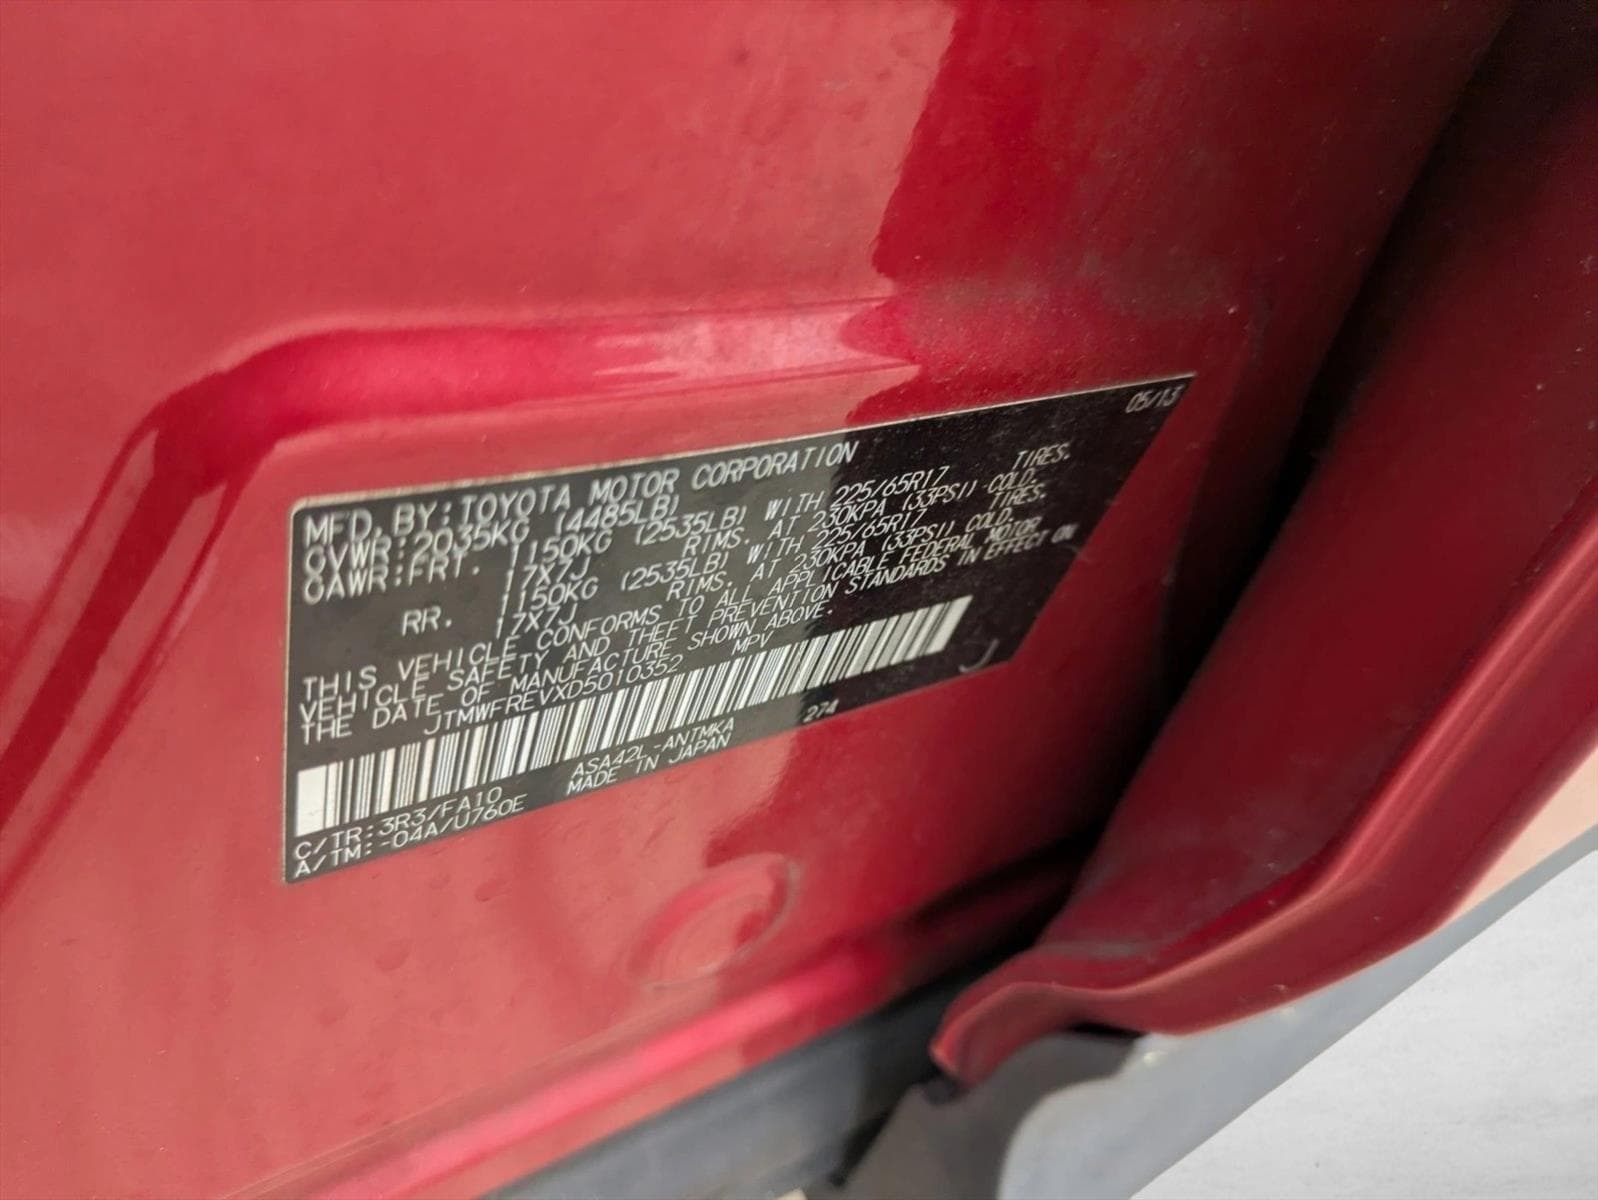 05/13
MFD. BY: TOYOTA MOTOR CORPORATION
GVWR: 2035KG (4485LB)
GAWR: FRT. 1150KG (2535LB) WITH 225/65R17 TIRES.
17X7J RIMS. AT 230KPA (33PSI) COLD.
RR. 1150KG (2535LB) WITH 225/65R17 TIRES.
17X7J RIMS. AT 230KPA (33PSI) COLD.
THIS VEHICLE CONFORMS TO ALL APPLICABLE FEDERAL MOTOR
VEHICLE SAFETY AND THEFT PREVENTION STANDARDS IN EFFECT ON
THE DATE OF MANUFACTURE SHOWN ABOVE.
JTMWFREVXD5010352 MPV
J
C/TR: 3R3/FA10 ASA42L-ANTMKA 274
A/TM: -04A/U760E MADE IN JAPAN